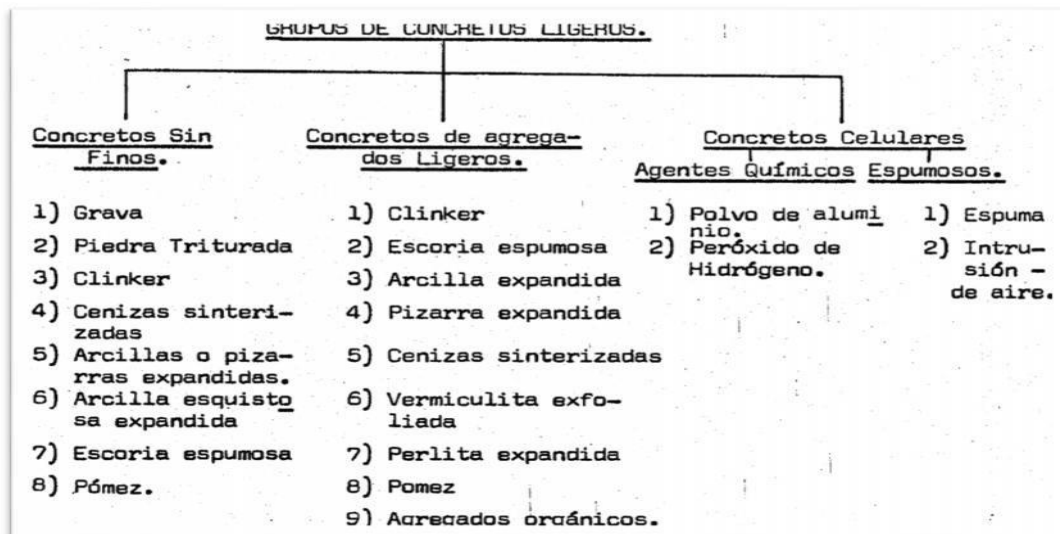 GRUPOS DE CONCRETOS LIGEROS.
Concretos Sin
Finos.
1) Grava
2) Piedra Triturada
3) Clinker
4) Cenizas sinteri-
zadas
5) Arcillas o piza-
rras expandidas.
6) Arcilla esquisto
sa expandida
7) Escoria espumosa
8) Pómez.
Concretos de agrega-
dos Ligeros.
1) Clinker
2) Escoria espumosa
3) Arcilla expandida
4) Pizarra expandida
5) Cenizas sinterizadas
6) Vermiculita exfo-
liada
7) Perlita expandida
8) Pomez
9) Agregados orgánicos.
Concretos Celulares
Agentes Químicos
1) Polvo de alumi
nio.
2) Peróxido de
Hidrógeno.
Espumosos.
1) Espuma
2) Intru-
sión -
de aire.